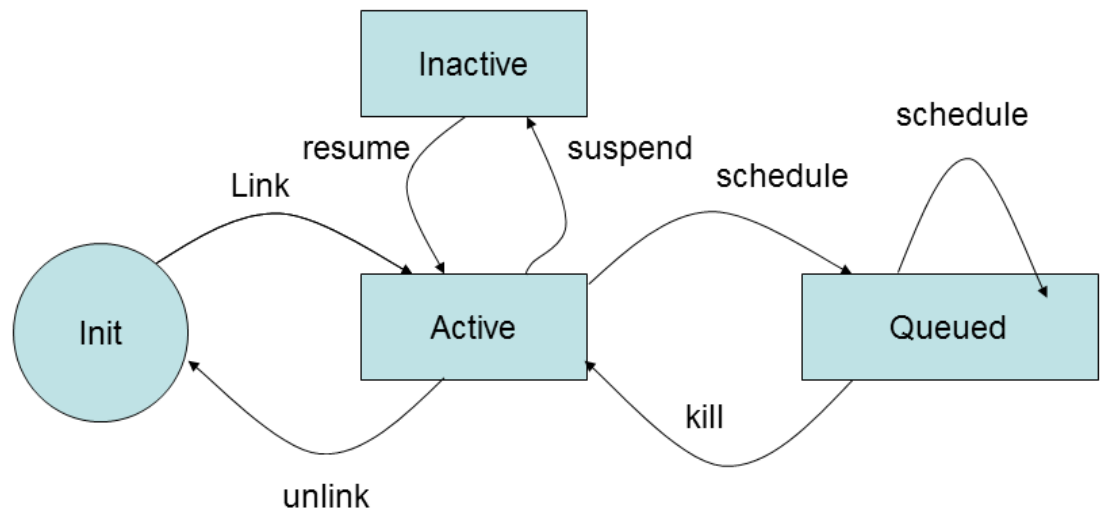 Inactive
schedule
resume
suspend
Link
schedule
Init
Active
Queued
kill
unlink